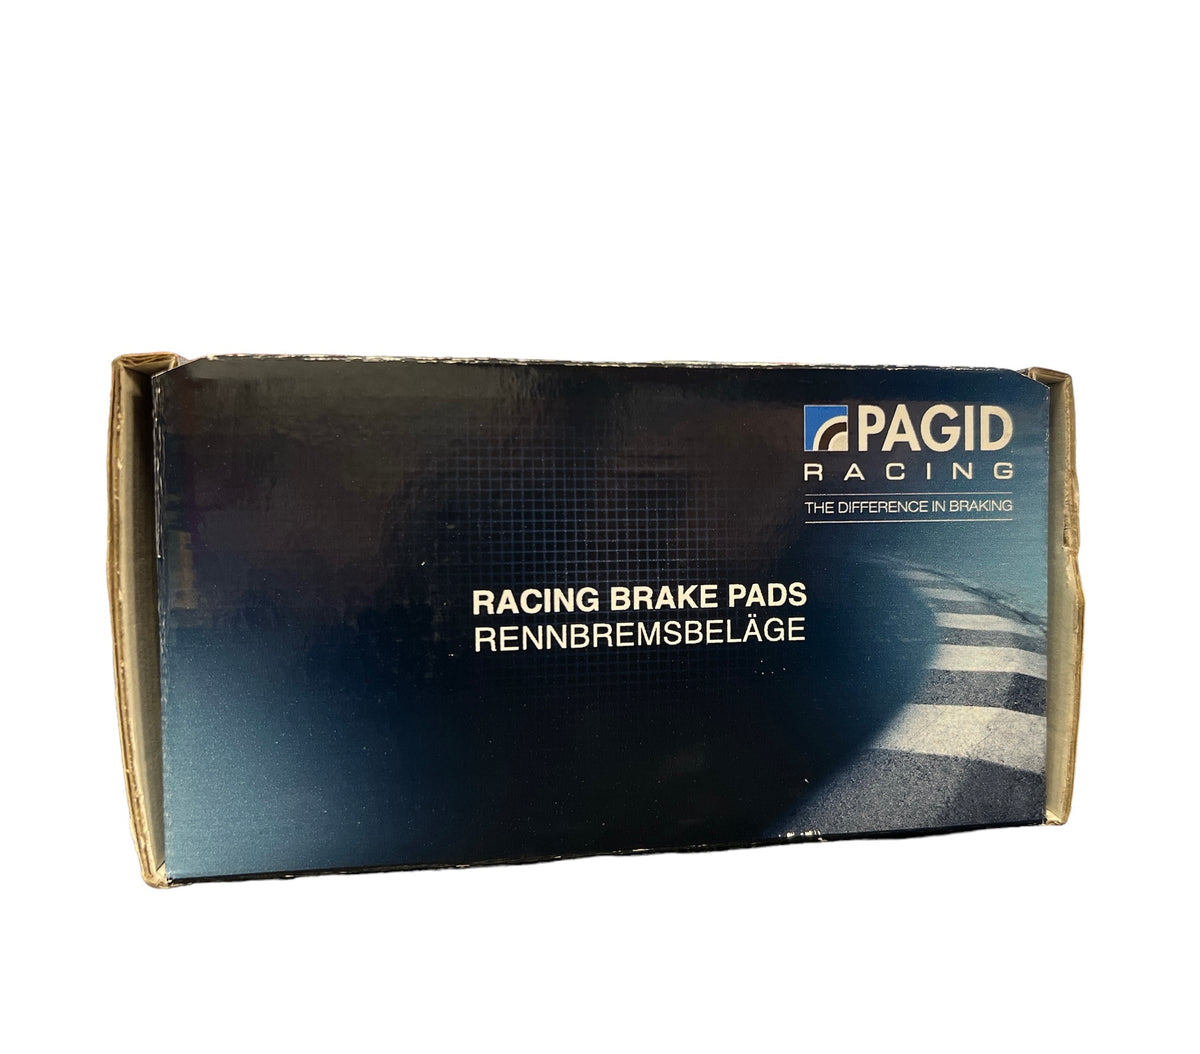 PAGID
RACING
THE DIFFERENCE IN BRAKING
RACING BRAKE PADS
RENNBREMSBELÄGE